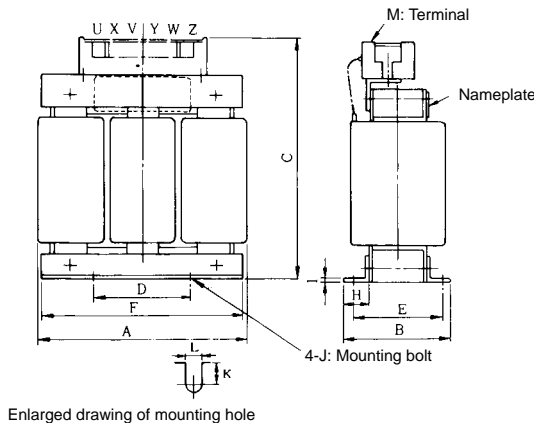 U X V Y W Z
M: Terminal
Nameplate
C
D
F
A
I
H
E
B
4-J: Mounting bolt
L
K
Enlarged drawing of mounting hole